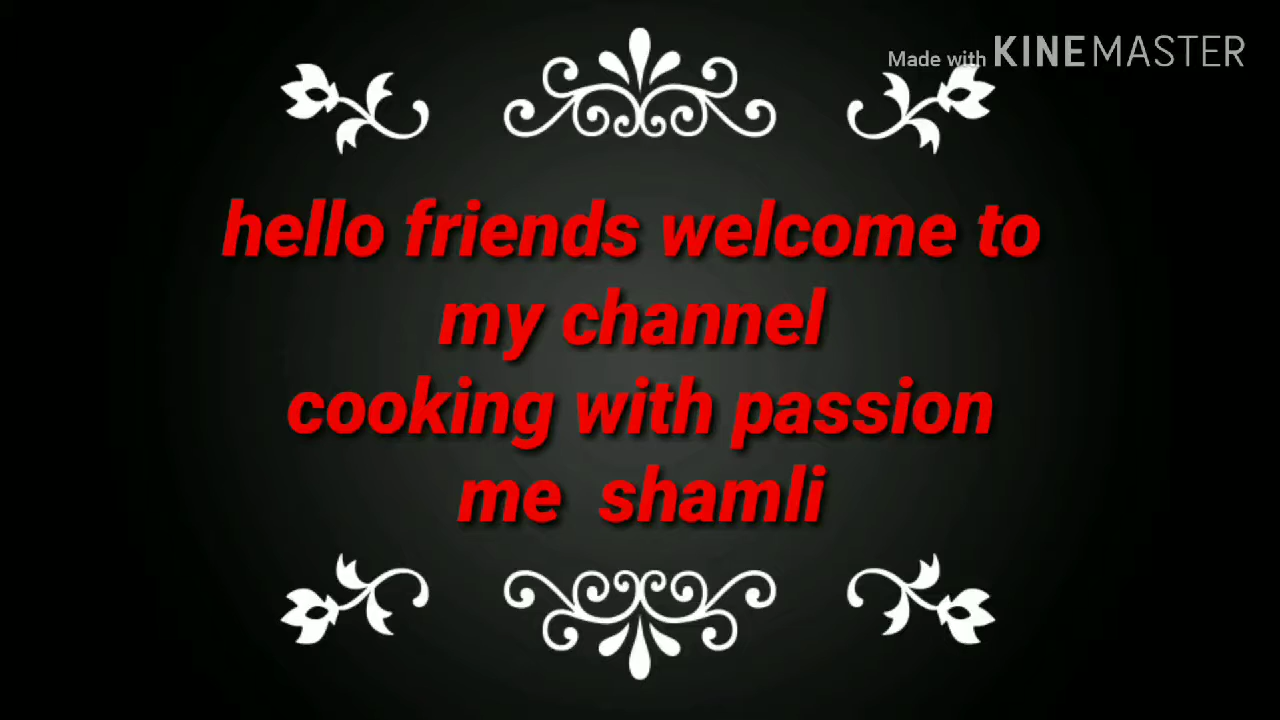 Made with KINEMASTER
hello friends welcome to
my channel
cooking with passion
me shamli